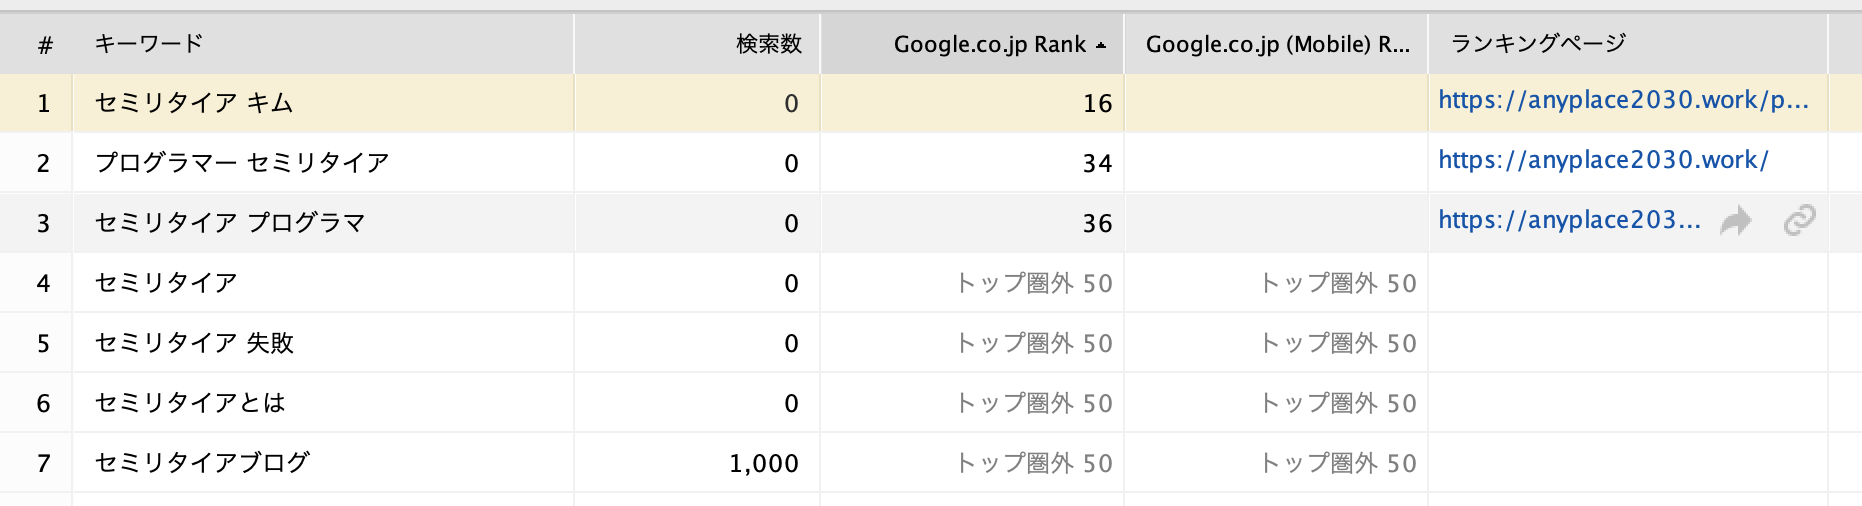 # キーワード 検索数 Google.co.jp Rank Google.co.jp (Mobile) R... ランキングページ
1 セミリタイア キム 0 16 https://anyplace2030.work/p...
2 プログラマー セミリタイア 0 34 https://anyplace2030.work/
3 セミリタイア プログラマ 0 36 https://anyplace203...
4 セミリタイア 0 トップ圏外 50 トップ圏外 50
5 セミリタイア 失敗 0 トップ圏外 50 トップ圏外 50
6 セミリタイアとは 0 トップ圏外 50 トップ圏外 50
7 セミリタイアブログ 1,000 トップ圏外 50 トップ圏外 50